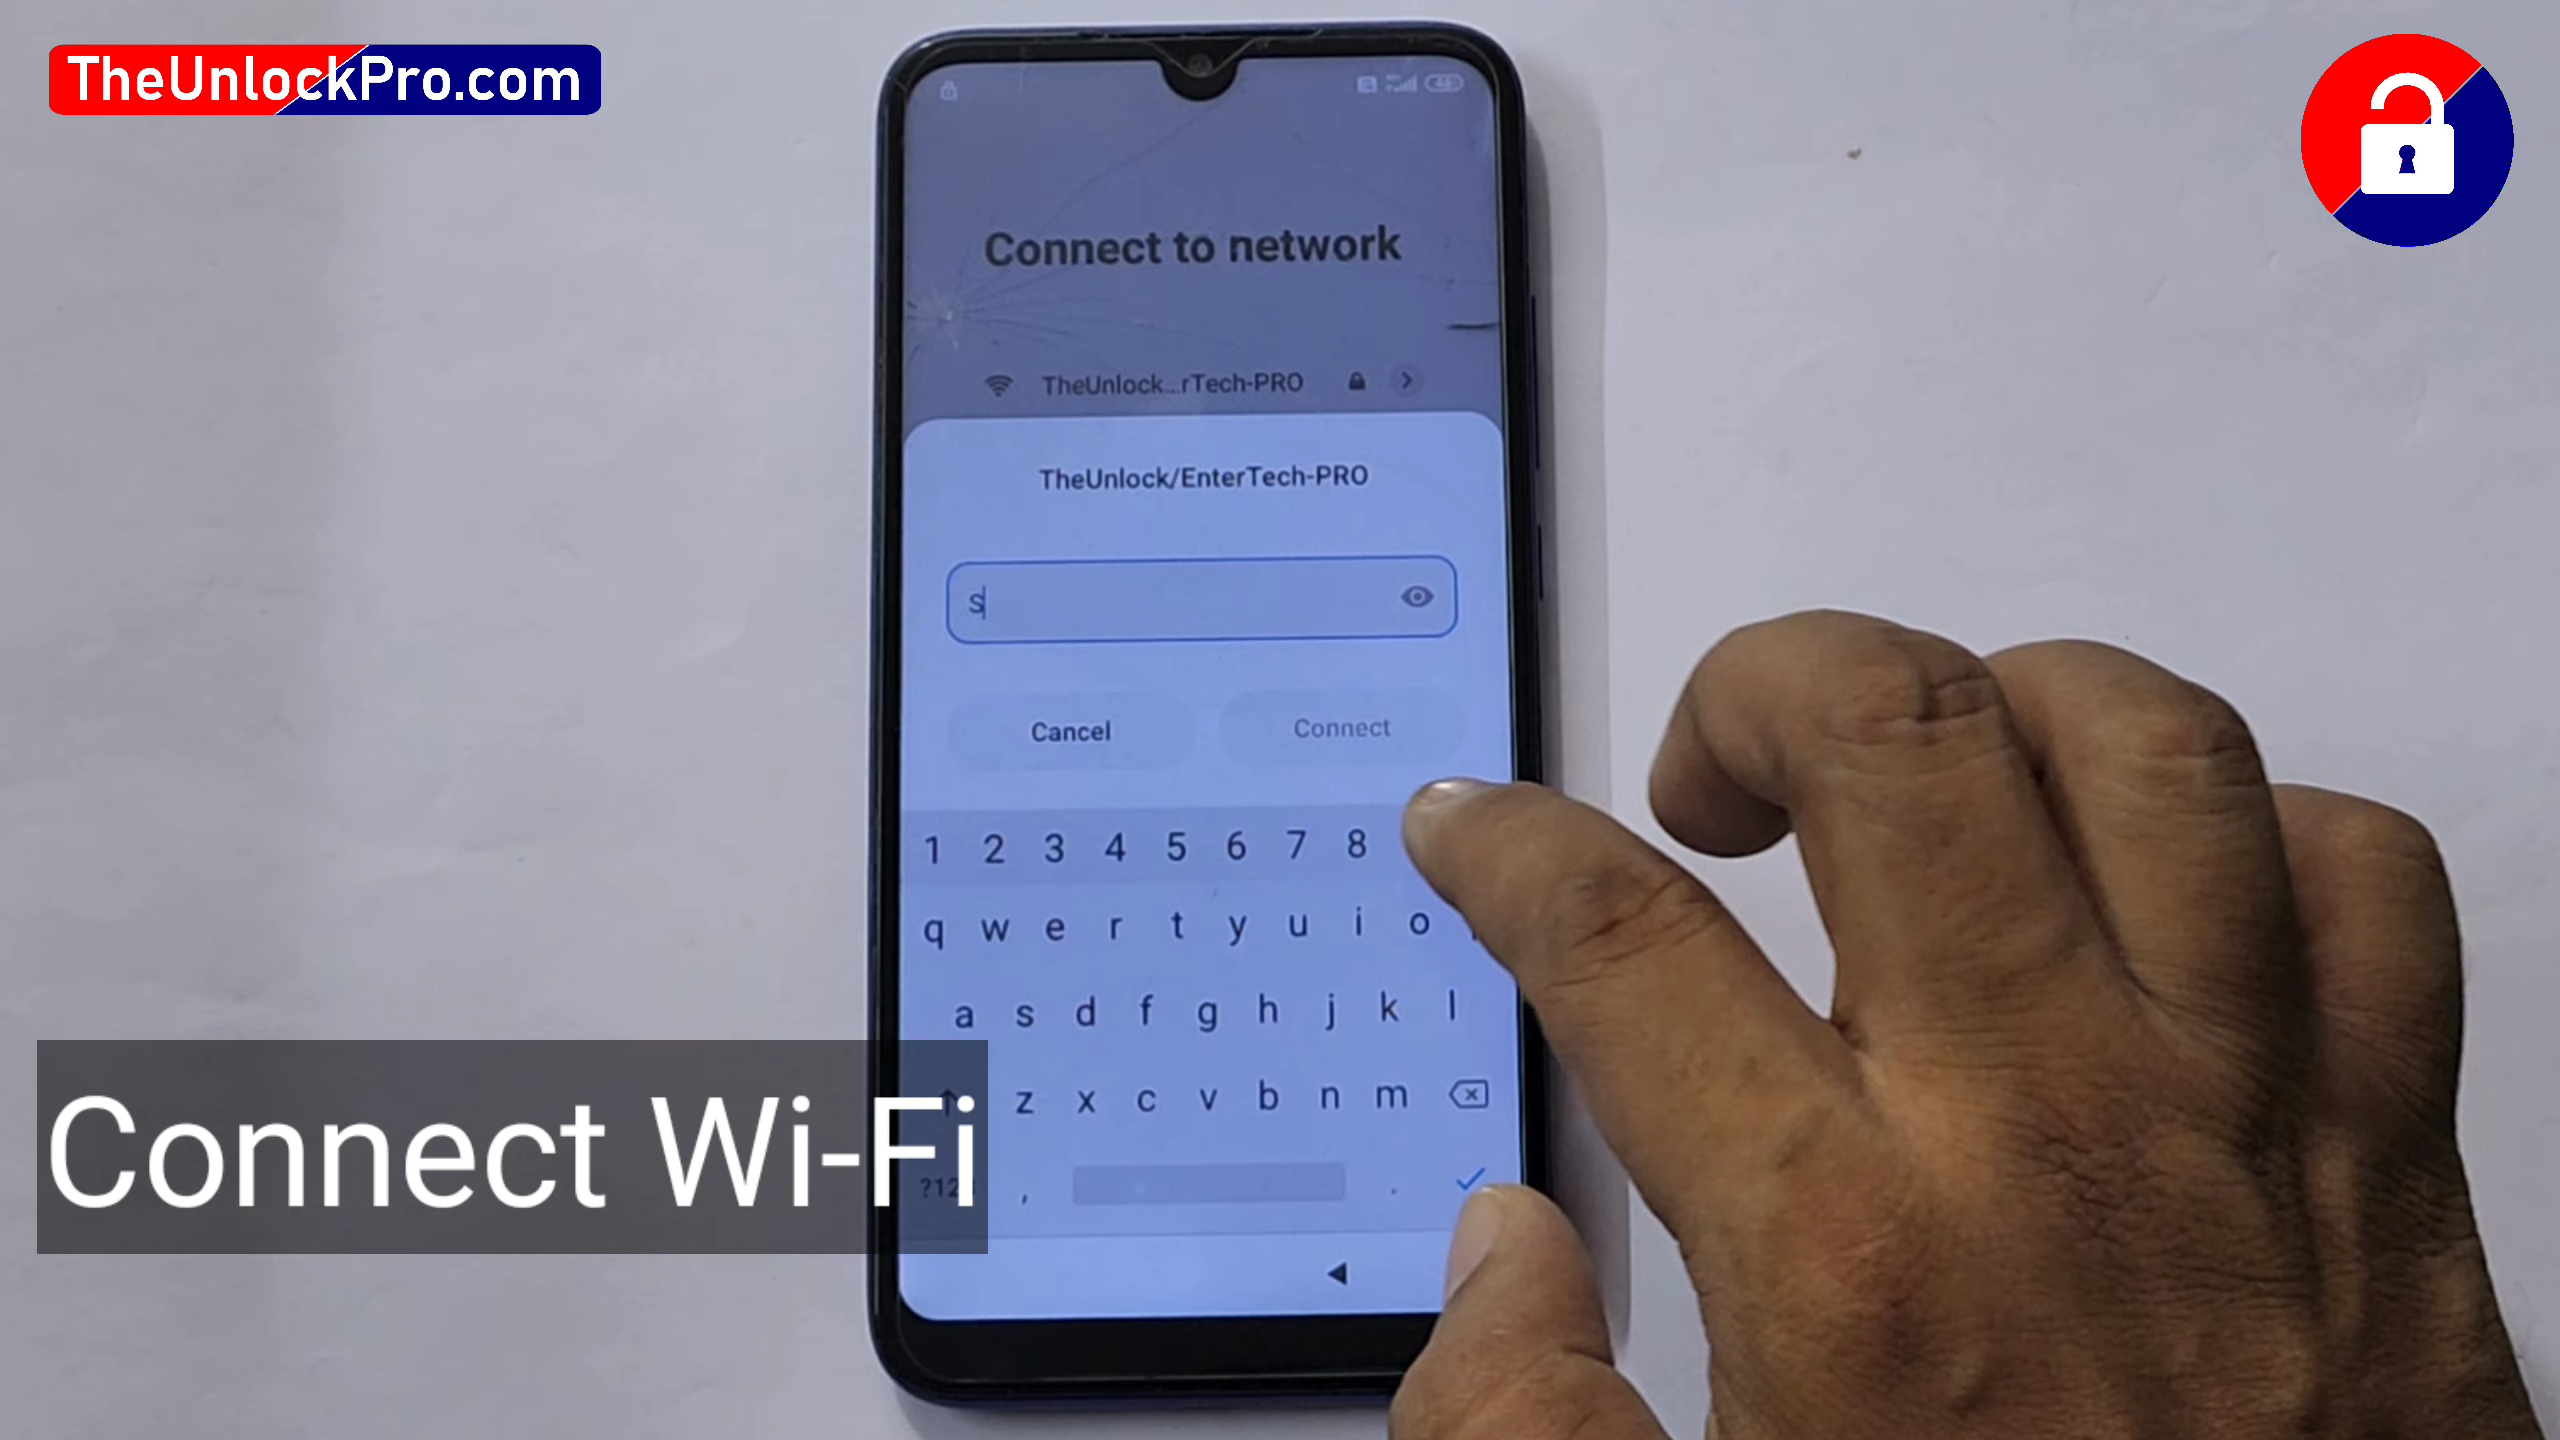 TheUnlockPro.com
46
Connect to network
TheUnlock...rTech-PRO
TheUnlock/EnterTech-PRO
s
Cancel
Connect
1 2 3 4 5 6 7 8
q w e r t y u i o
a s d f g h j k l
z x c v b n m
?12 , .
Connect Wi-Fi